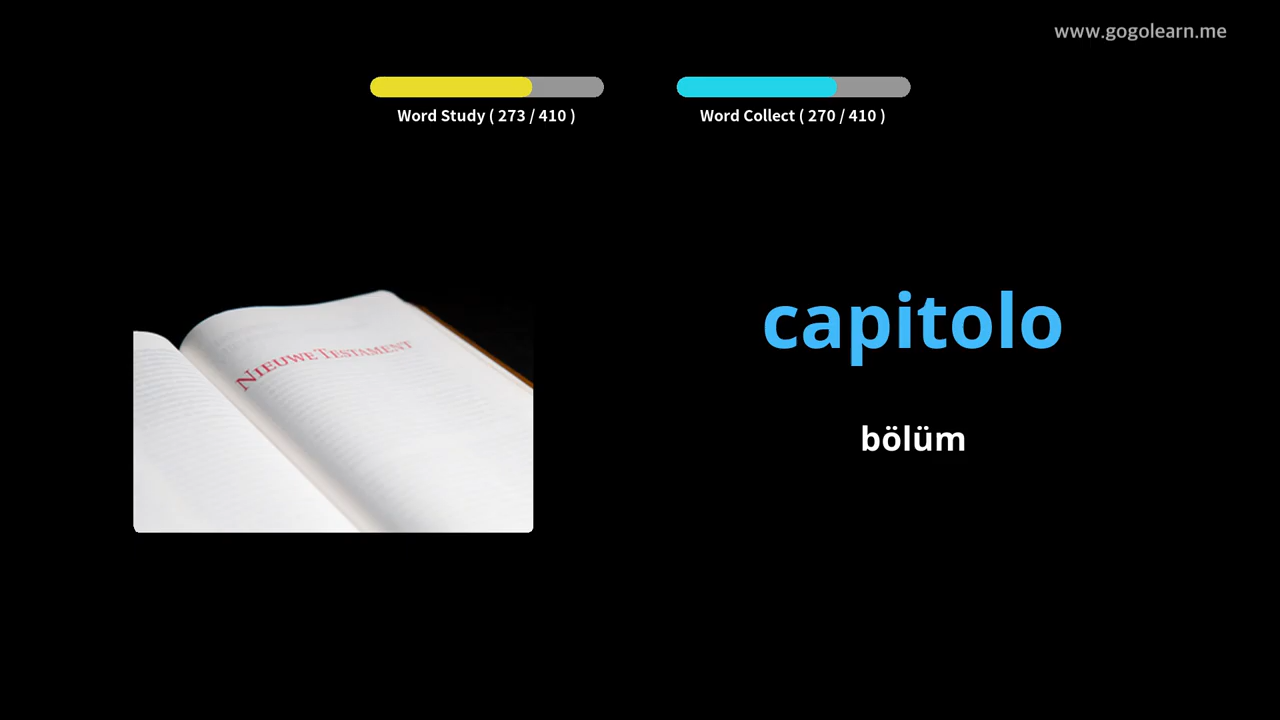 www.gogolearn.me
Word Study ( 273 / 410 )
Word Collect ( 270 / 410 )
NIEUWE TESTAMENT
capitolo
bölüm